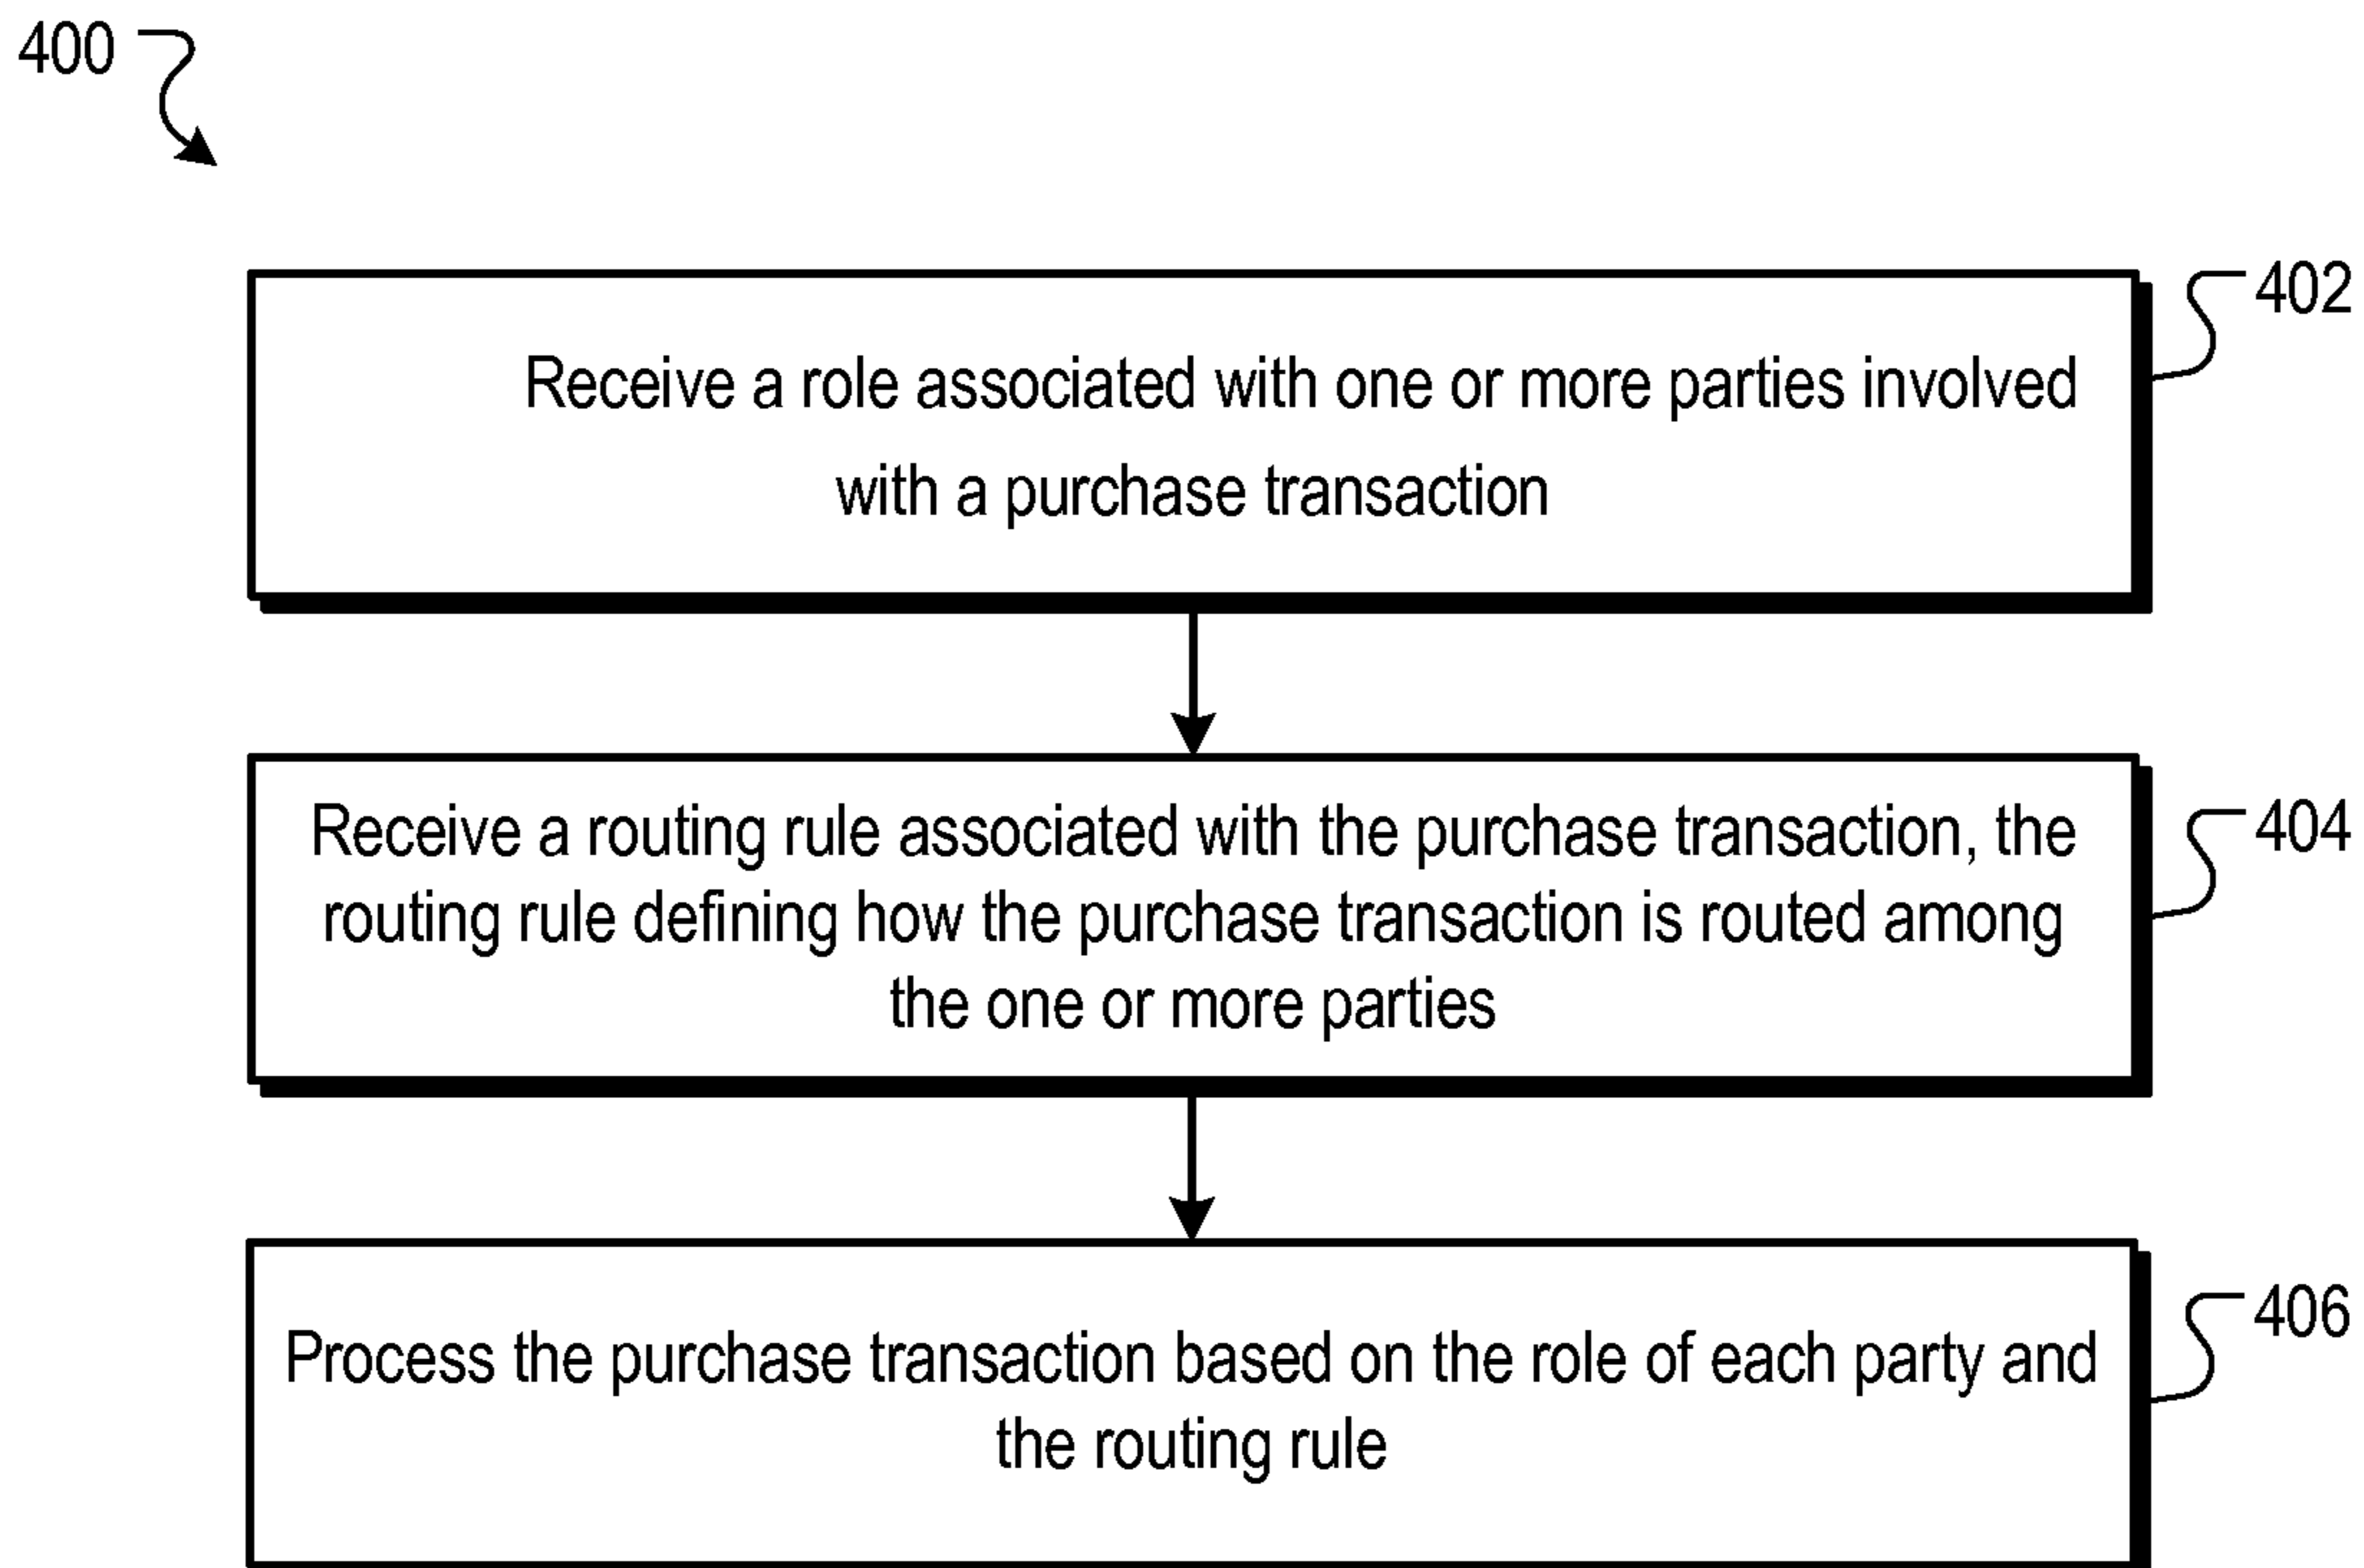 400
402
Receive a role associated with one or more parties involved
with a purchase transaction
404
Receive a routing rule associated with the purchase transaction, the
routing rule defining how the purchase transaction is routed among
the one or more parties
406
Process the purchase transaction based on the role of each party and
the routing rule